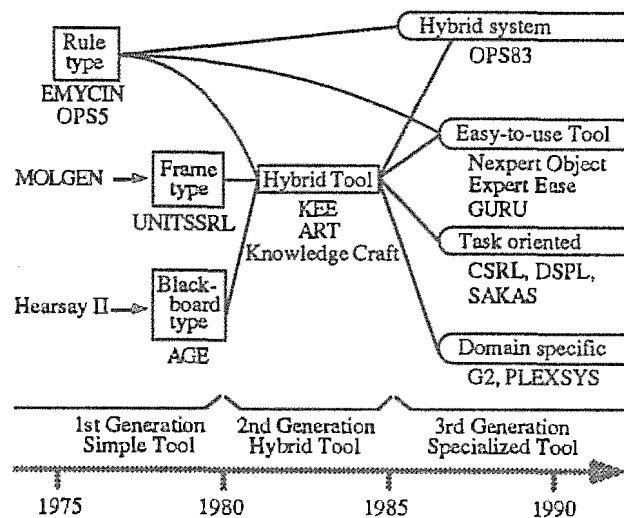 Rule
type
EMYCIN
OPS5
MOLGEN
Frame
type
UNITSSRL
Hearsay II
Black-
board
type
AGE
Hybrid Tool
KEE
ART
Knowledge Craft
Hybrid system
OPS83
Easy-to-use Tool
Nexpert Object
Expert Ease
GURU
Task oriented
CSRL, DSPL,
SAKAS
Domain specific
G2, PLEXSYS
1st Generation
Simple Tool
2nd Generation
Hybrid Tool
3rd Generation
Specialized Tool
1975
1980
1985
1990